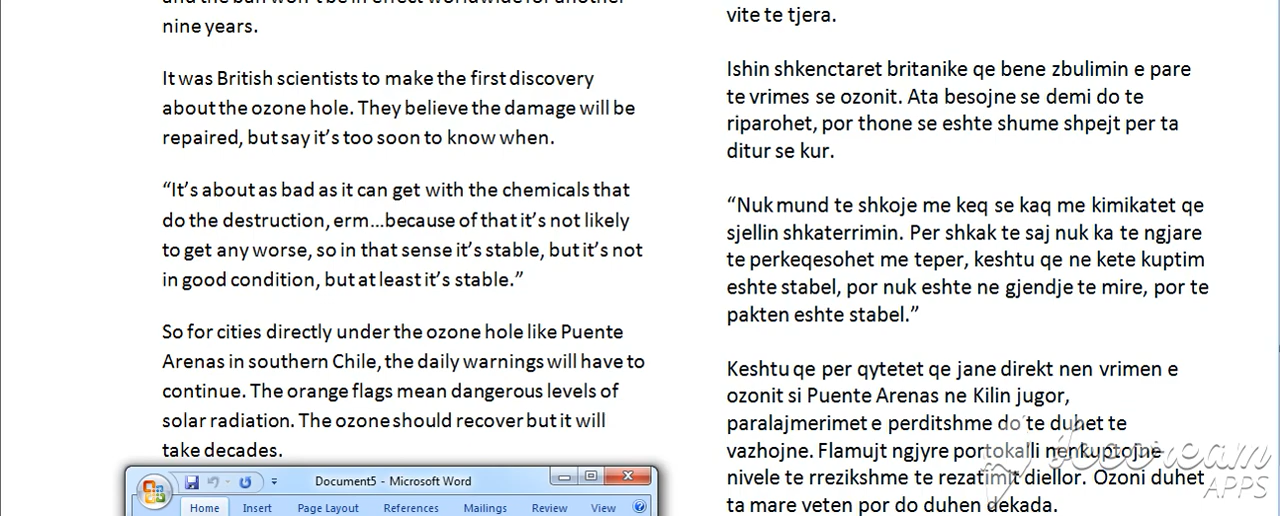 nine years.
It was British scientists to make the first discovery
about the ozone hole. They believe the damage will be
repaired, but say it's too soon to know when.
“It's about as bad as it can get with the chemicals that
do the destruction, erm...because of that it's not likely
to get any worse, so in that sense it's stable, but it's not
in good condition, but at least it's stable.”
So for cities directly under the ozone hole like Puente
Arenas in southern Chile, the daily warnings will have to
continue. The orange flags mean dangerous levels of
solar radiation. The ozone should recover but it will
take decades.
vite te tjera.
Ishin shkenctaret britanike qe bene zbulimin e pare
te vrimes se ozonit. Ata besojne se demi do te
riparohet, por thone se eshte shume shpejt per ta
ditur se kur.
“Nuk mund te shkoje me keq se kaq me kimikatet qe
sjellin shkaterrimin. Per shkak te saj nuk ka te ngjare
te perkeqesohet me teper, keshtu qe ne kete kuptim
eshte stabel, por nuk eshte ne gjendje te mire, por te
pakten eshte stabel.”
Keshtu qe per qytetet qe jane direkt nen vrimen e
ozonit si Puente Arenas ne Kilin jugor,
paralajmerimet e perditshme do te duhet te
vazhojne. Flamujt ngjyre portokalli nenkuptojne
nivele te rrezikshme te rezatimit diellor. Ozoni duhet
ta mare veten por do duhen dekada.
Document5 - Microsoft Word
Home Insert Page Layout References Mailings Review View
Icecream
APPS